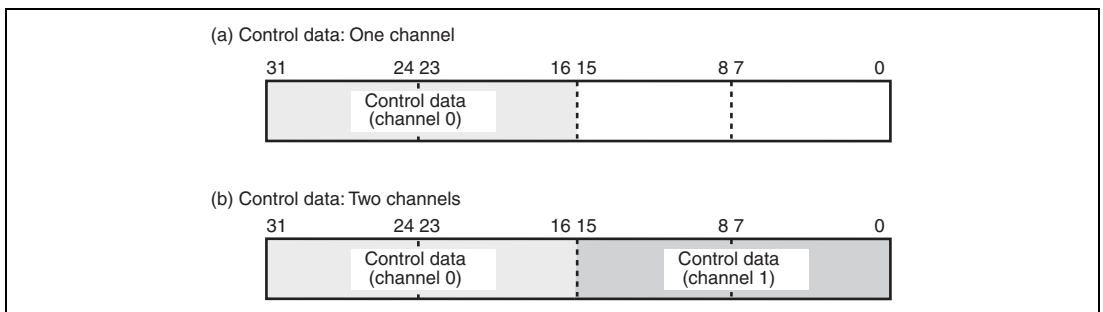 (a) Control data: One channel
31 24 23 16 15 8 7 0
Control data
(channel 0)
(b) Control data: Two channels
31 24 23 16 15 8 7 0
Control data
(channel 0)
Control data
(channel 1)